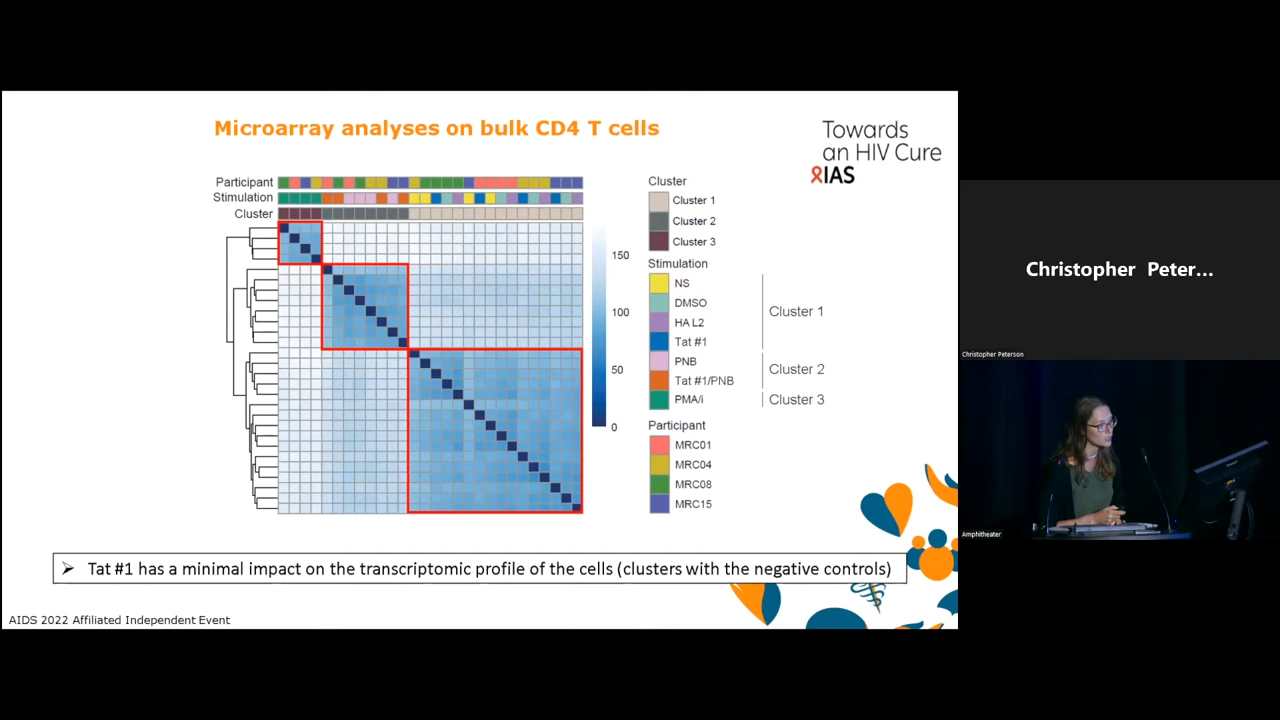 Microarray analyses on bulk CD4 T cells
Towards
an HIV Cure
IAS
Participant
Stimulation
Cluster
150
100
50
0
Cluster
Cluster 1
Cluster 2
Cluster 3
Stimulation
NS
DMSO
HA L2
Tat #1
PNB
Tat #1/PNB
PMA/i
Cluster 1
Cluster 2
Cluster 3
Participant
MRC01
MRC04
MRC08
MRC15
➢ Tat #1 has a minimal impact on the transcriptomic profile of the cells (clusters with the negative controls)
AIDS 2022 Affiliated Independent Event
Christopher Peter...
Christopher Peterson
Amphitheater